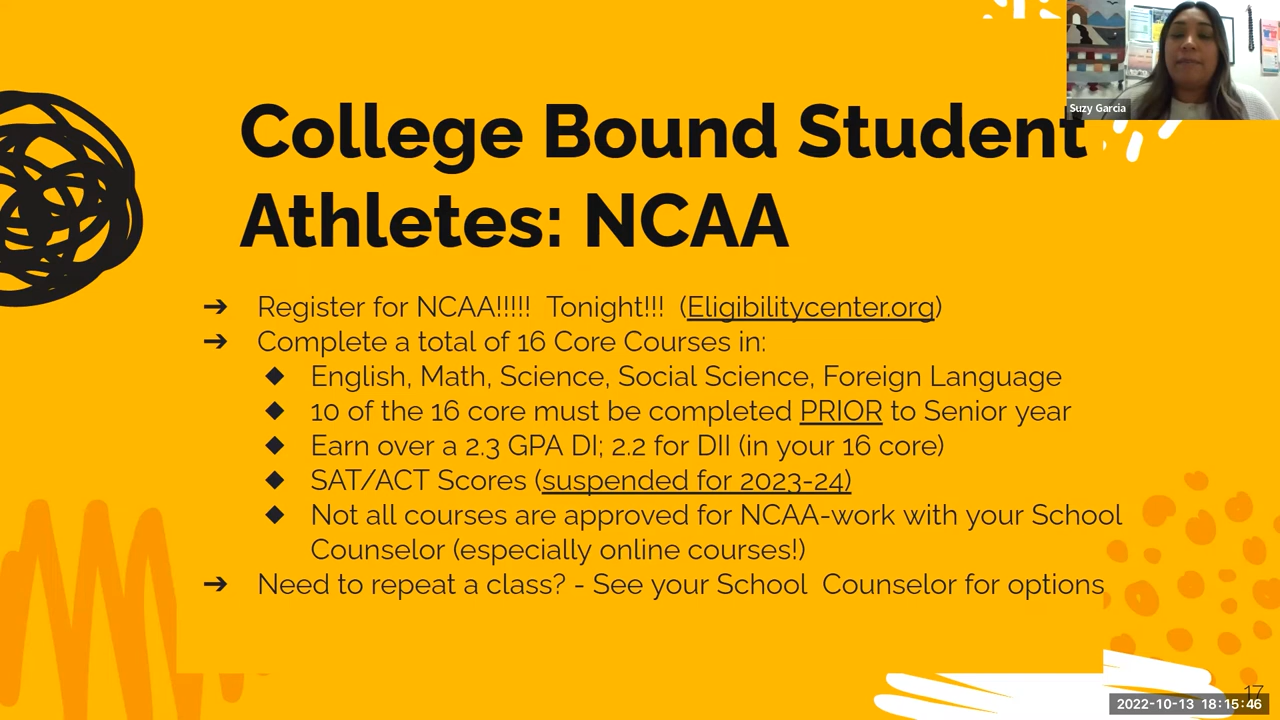 Suzy Garcia
College Bound Student
Athletes: NCAA
➔ Register for NCAA!!!!! Tonight!!! (Eligibilitycenter.org)
➔ Complete a total of 16 Core Courses in:
◆ English, Math, Science, Social Science, Foreign Language
◆ 10 of the 16 core must be completed PRIOR to Senior year
◆ Earn over a 2.3 GPA DI; 2.2 for DII (in your 16 core)
◆ SAT/ACT Scores (suspended for 2023-24)
◆ Not all courses are approved for NCAA-work with your School
Counselor (especially online courses!)
➔ Need to repeat a class? - See your School Counselor for options
17
2022-10-13 18:15:46